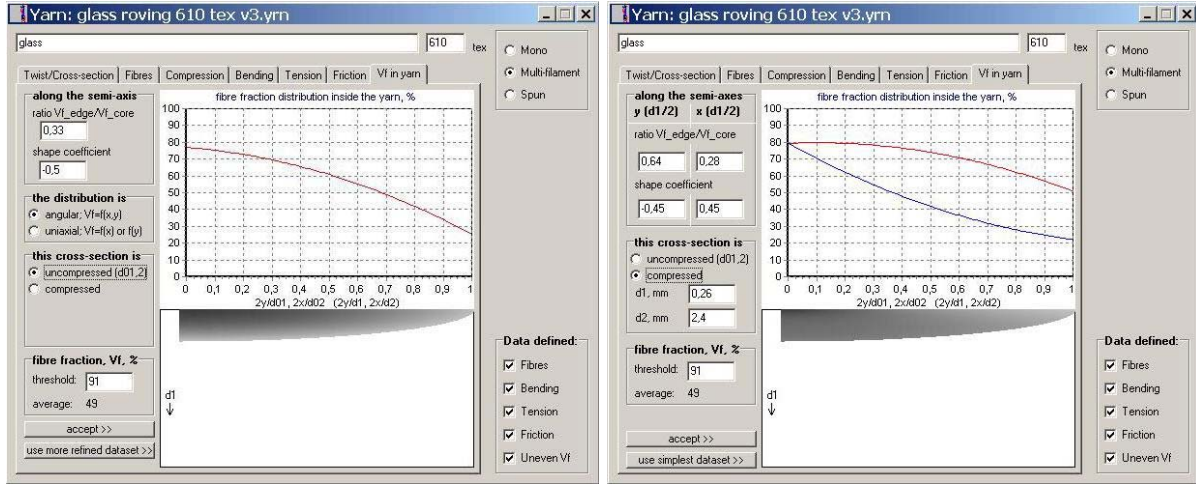 Yarn: glass roving 610 tex v3.yrn
glass
610 tex
Mono
Multi-filament
Spun
Twist/Cross-section Fibres Compression Bending Tension Friction Vf in yarn
along the semi-axis
ratio Vf_edge/Vf_core
0,33
shape coefficient
-0,5
the distribution is
angular; Vf=f(x,y)
uniaxial; Vf=f(x) or f(y)
this cross-section is
uncompressed (d01,2)
compressed
fibre fraction, Vf, %
threshold: 91
average: 49
accept >>
use more refined dataset >>
fibre fraction distribution inside the yarn, %
100
90
80
70
60
50
40
30
20
10
0
0 0,1 0,2 0,3 0,4 0,5 0,6 0,7 0,8 0,9 1
2y/d01, 2x/d02 (2y/d1, 2x/d2)
d1
Data defined:
Fibres
Bending
Tension
Friction
Uneven Vf
Yarn: glass roving 610 tex v3.yrn
glass
610 tex
Mono
Multi-filament
Spun
Twist/Cross-section Fibres Compression Bending Tension Friction Vf in yarn
along the semi-axes
y (d1/2) x (d1/2)
ratio Vf_edge/Vf_core
0,64 0,28
shape coefficient
-0,45 0,45
this cross-section is
uncompressed (d01,2)
compressed
d1, mm 0,26
d2, mm 2,4
fibre fraction, Vf, %
threshold: 91
average: 49
accept >>
use simplest dataset >>
fibre fraction distribution inside the yarn, %
100
90
80
70
60
50
40
30
20
10
0
0 0,1 0,2 0,3 0,4 0,5 0,6 0,7 0,8 0,9 1
2y/d01, 2x/d02 (2y/d1, 2x/d2)
d1
Data defined:
Fibres
Bending
Tension
Friction
Uneven Vf